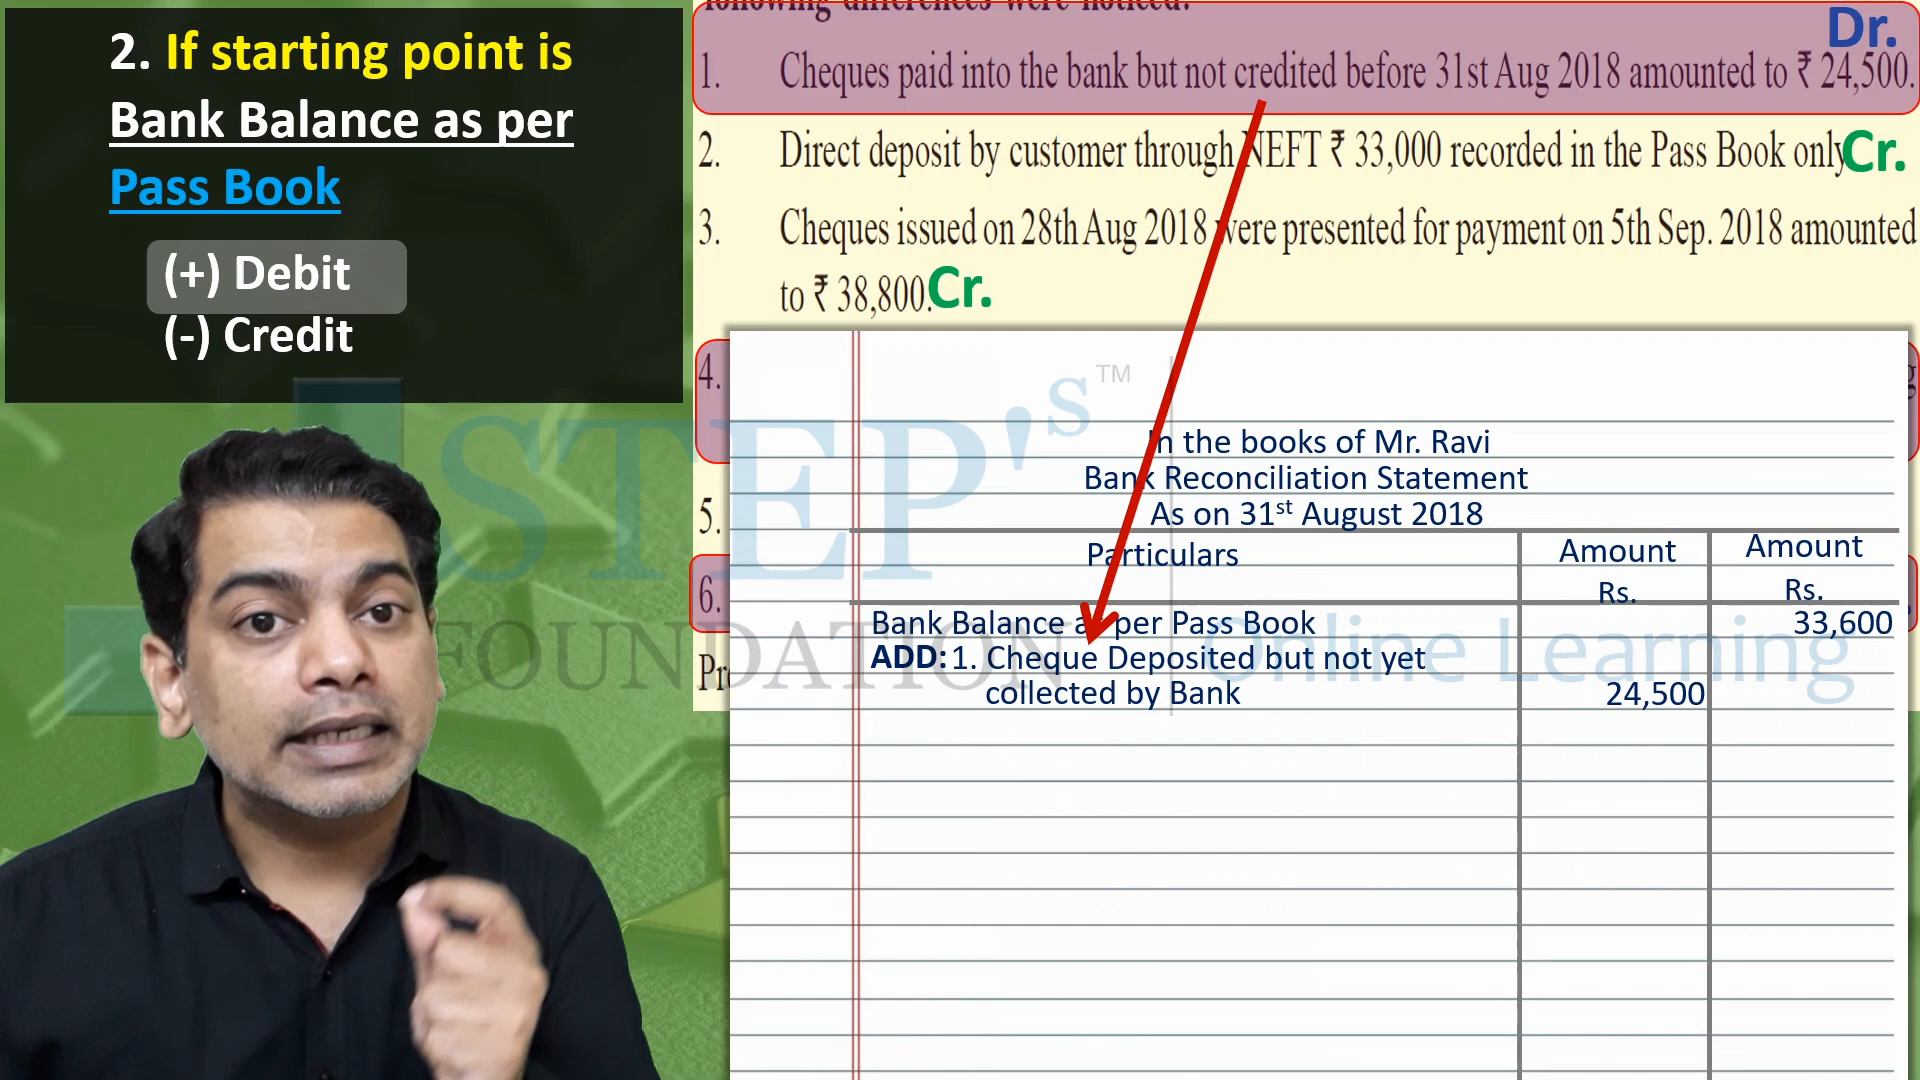 2. If starting point is
Bank Balance as per
Pass Book
(+) Debit
(-) Credit
following differences were noticed:
Dr.
1. Cheques paid into the bank but not credited before 31st Aug 2018 amounted to ₹ 24,500.
2. Direct deposit by customer through NEFT ₹ 33,000 recorded in the Pass Book only
Cr.
3. Cheques issued on 28th Aug 2018 were presented for payment on 5th Sep. 2018 amounted
to ₹ 38,800.
Cr.
4.
5.
6.
STEP's™
FOUNDATION
Online Learning
In the books of Mr. Ravi
Bank Reconciliation Statement
As on 31st August 2018
Particulars Amount Rs. Amount Rs.
Bank Balance as per Pass Book 33,600
ADD: 1. Cheque Deposited but not yet
collected by Bank 24,500